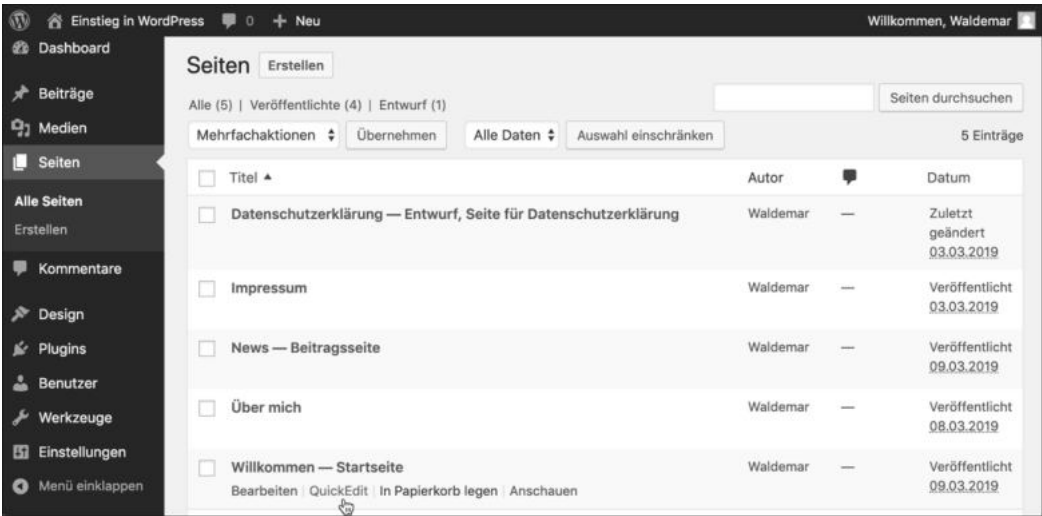 Einstieg in WordPress 0 + Neu Willkommen, Waldemar
Dashboard
Beiträge
Medien
Seiten
Alle Seiten
Erstellen
Kommentare
Design
Plugins
Benutzer
Werkzeuge
Einstellungen
Menü einklappen
Seiten Erstellen
Alle (5) | Veröffentlichte (4) | Entwurf (1)
Seiten durchsuchen
Mehrfachaktionen Übernehmen Alle Daten Auswahl einschränken 5 Einträge
Titel Autor Datum
Datenschutzerklärung — Entwurf, Seite für Datenschutzerklärung Waldemar — Zuletzt
geändert
03.03.2019
Impressum Waldemar — Veröffentlicht
03.03.2019
News — Beitragsseite Waldemar — Veröffentlicht
09.03.2019
Über mich Waldemar — Veröffentlicht
08.03.2019
Willkommen — Startseite Waldemar — Veröffentlicht
Bearbeiten | QuickEdit | In Papierkorb legen | Anschauen 09.03.2019